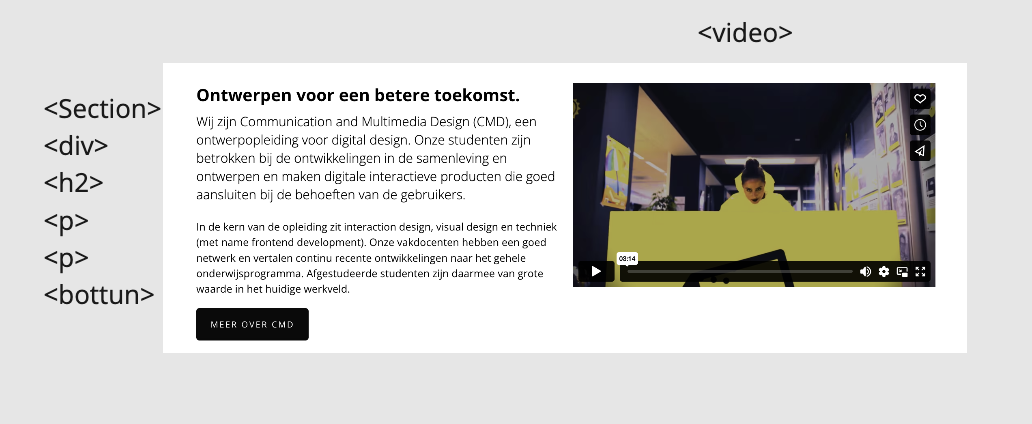 <video>
<Section>
<div>
<h2>
<p>
<p>
<bottun>
Ontwerpen voor een betere toekomst.
Wij zijn Communication and Multimedia Design (CMD), een
ontwerpopleiding voor digital design. Onze studenten zijn
betrokken bij de ontwikkelingen in de samenleving en
ontwerpen en maken digitale interactieve producten die goed
aansluiten bij de behoeften van de gebruikers.
In de kern van de opleiding zit interaction design, visual design en techniek
(met name frontend development). Onze vakdocenten hebben een goed
netwerk en vertalen continu recente ontwikkelingen naar het gehele
onderwijsprogramma. Afgestudeerde studenten zijn daarmee van grote
waarde in het huidige werkveld.
MEER OVER CMD
03:14